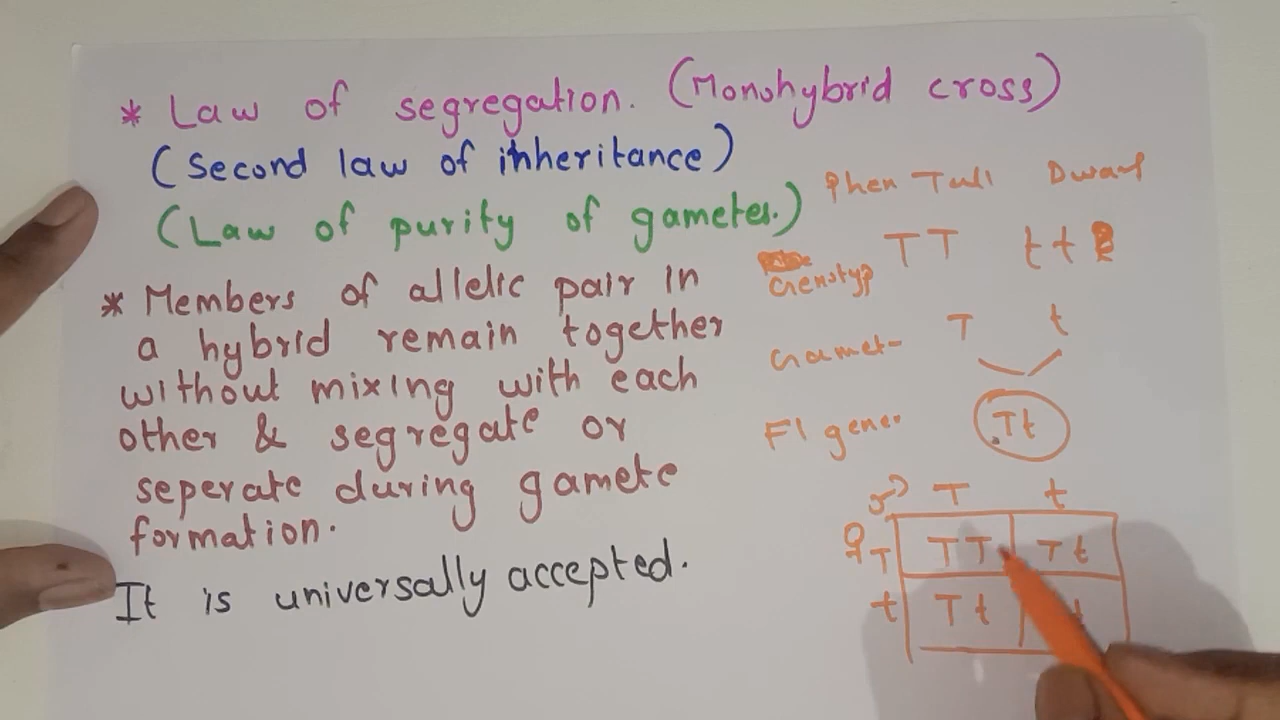 * Law of segregation. (Monohybrid cross)
(Second law of inheritance)
(Law of purity of gametes.)
* Members of allelic pair in
a hybrid remain together
without mixing with each
other & segregate or
seperate during gamete
formation.
It is universally accepted.
Phen Tall Dwarf
Genotyp TT tt
Gamet- T t
F1 gene. Tt
♂ T t
♀ T TT Tt
t Tt t